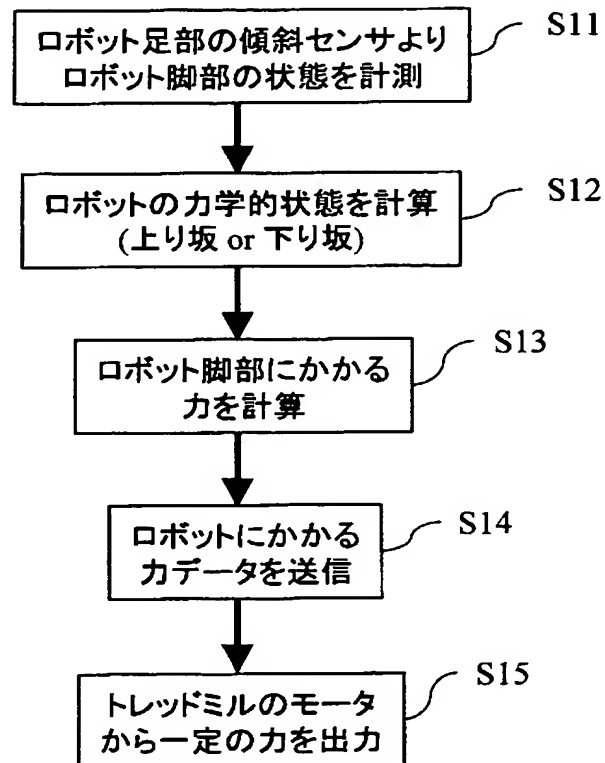 ロボット足部の傾斜センサより
ロボット脚部の状態を計測
S11
ロボットの力学的状態を計算
(上り坂 or 下り坂)
S12
ロボット脚部にかかる
力を計算
S13
ロボットにかかる
力データを送信
S14
トレッドミルのモータ
から一定の力を出力
S15